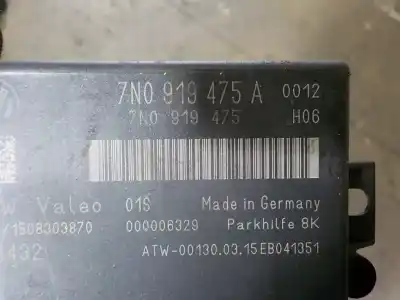 7N0 919 475 A 0012
7N0 919 475 H06
Valeo 01S Made in Germany
1508303870 000006329 Parkhilfe 8K
432 ATW-00130.03.15EB041351